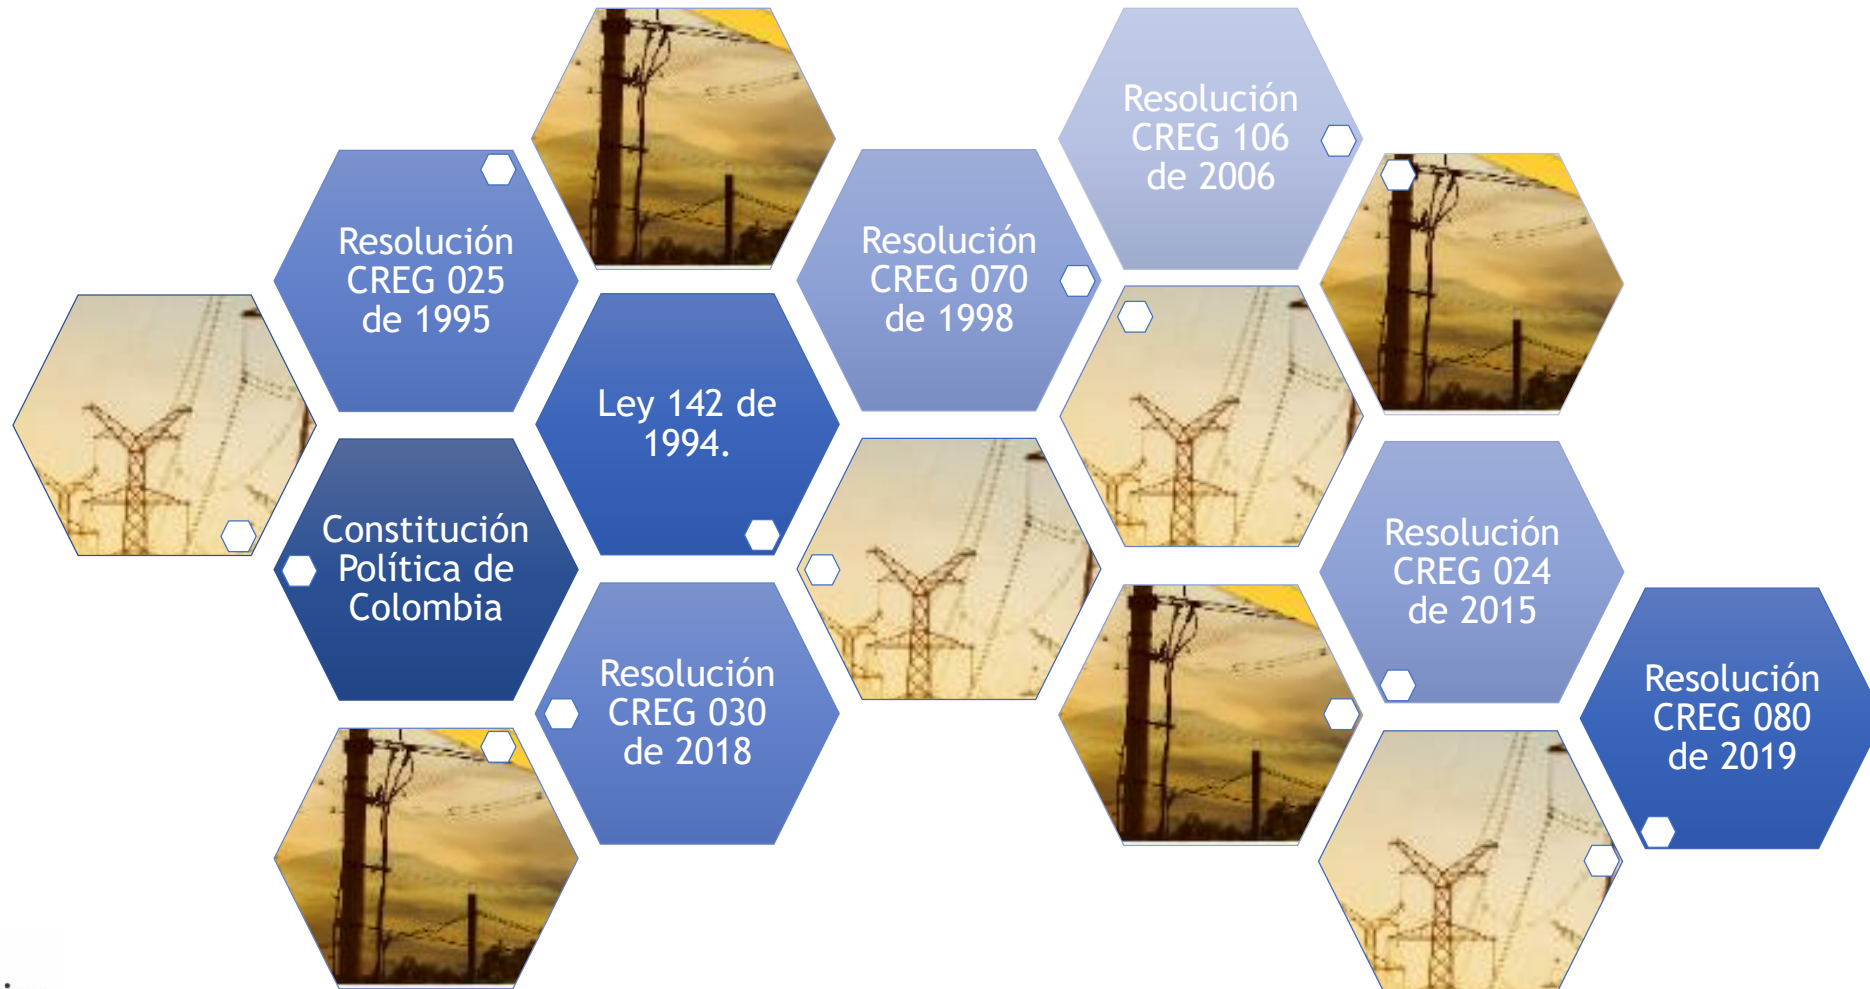 Resolución
CREG 106
de 2006
Resolución
CREG 025
de 1995
Resolución
CREG 070
de 1998
Ley 142 de
1994.
Constitución
Política de
Colombia
Resolución
CREG 024
de 2015
Resolución
CREG 030
de 2018
Resolución
CREG 080
de 2019